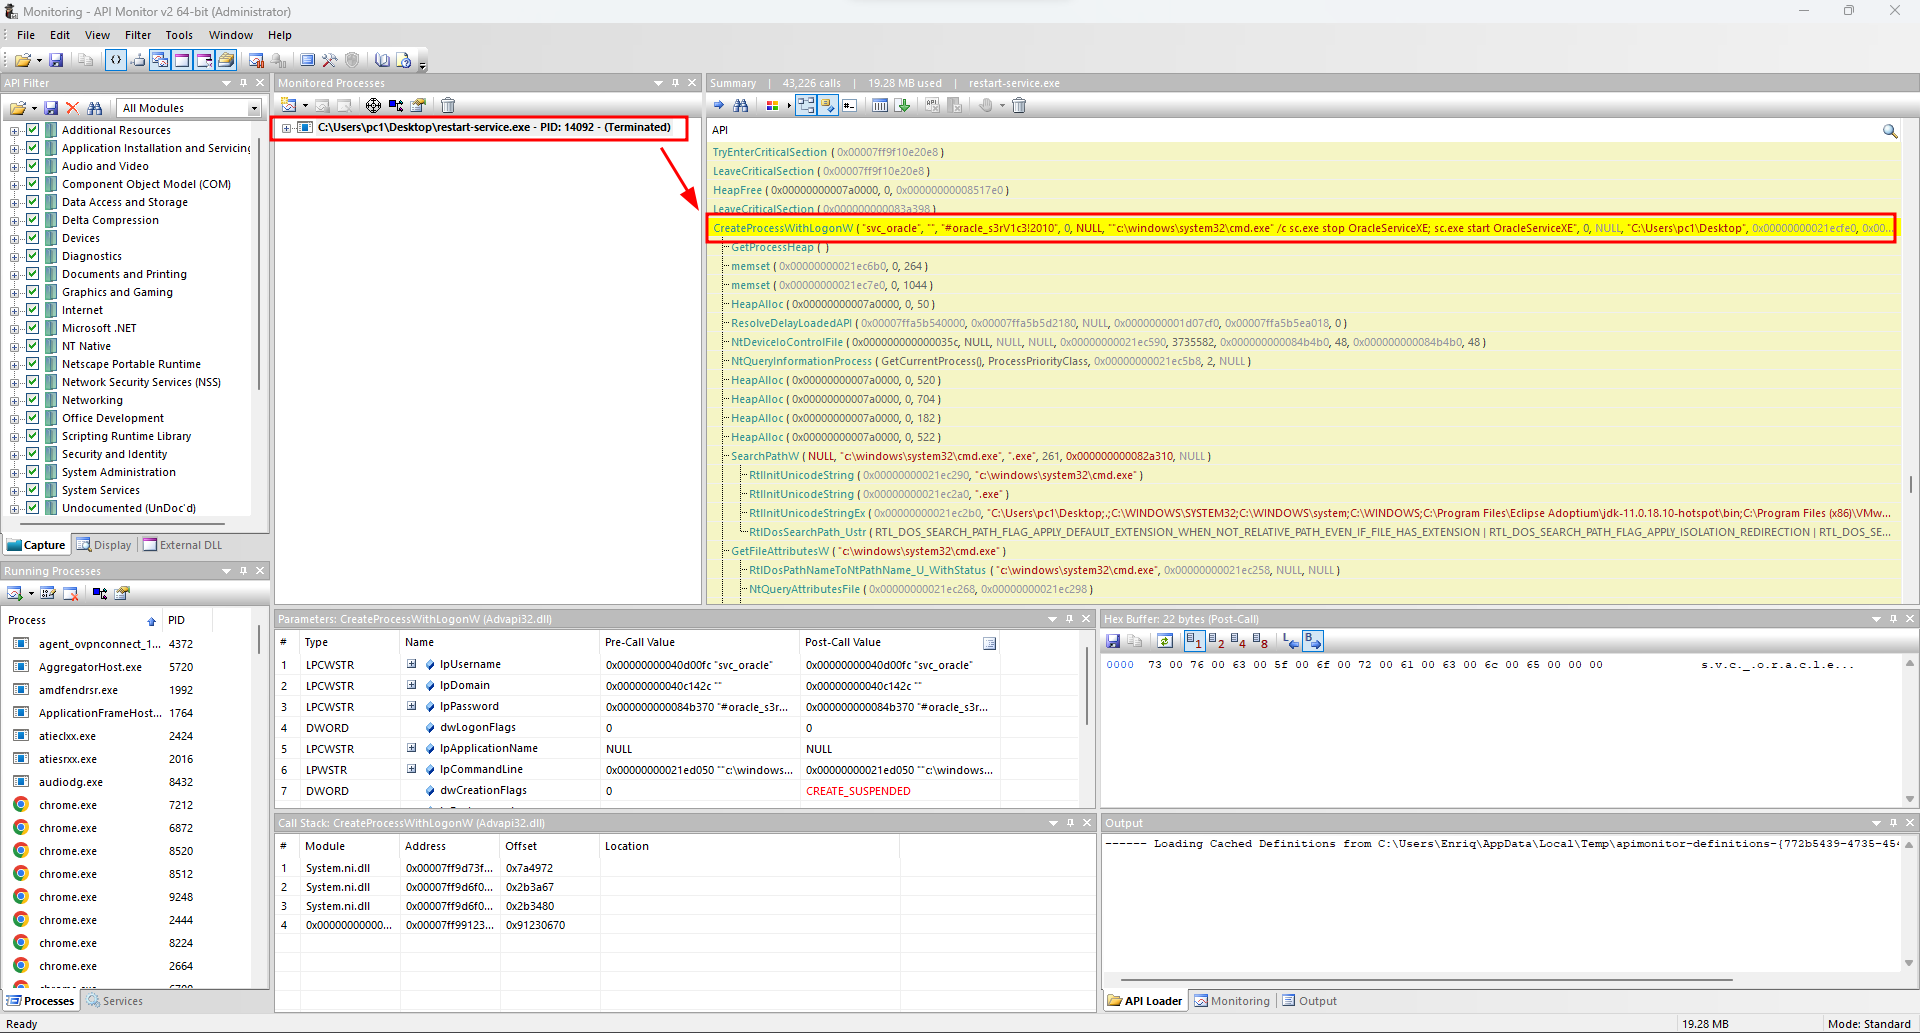 Monitoring - API Monitor v2 64-bit (Administrator)
File Edit View Filter Tools Window Help
API Filter
All Modules
Additional Resources
Application Installation and Servicing
Audio and Video
Component Object Model (COM)
Data Access and Storage
Delta Compression
Devices
Diagnostics
Documents and Printing
Graphics and Gaming
Internet
Microsoft .NET
NT Native
Netscape Portable Runtime
Network Security Services (NSS)
Networking
Office Development
Scripting Runtime Library
Security and Identity
System Administration
System Services
Undocumented (UnDoc'd)
Capture Display External DLL
Running Processes
Process PID
agent_ovpnconnect_1... 4372
AggregatorHost.exe 5720
amdfendrsr.exe 1992
ApplicationFrameHost... 1764
atieclxx.exe 2424
atiesrxx.exe 2016
audiodg.exe 8432
chrome.exe 7212
chrome.exe 6872
chrome.exe 8520
chrome.exe 8512
chrome.exe 9248
chrome.exe 2444
chrome.exe 8224
chrome.exe 2664
Processes Services
Monitored Processes
C:\Users\pc1\Desktop\restart-service.exe - PID: 14092 - (Terminated)
Summary | 43,226 calls | 19.28 MB used | restart-service.exe
API
TryEnterCriticalSection ( 0x00007ff9f10e20e8 )
LeaveCriticalSection ( 0x00007ff9f10e20e8 )
HeapFree ( 0x00000000007a0000, 0, 0x00000000008517e0 )
LeaveCriticalSection ( 0x000000000083a398 )
CreateProcessWithLogonW ( "svc_oracle", "", "#oracle_s3rV1c3!2010", 0, NULL, ""c:\windows\system32\cmd.exe" /c sc.exe stop OracleServiceXE; sc.exe start OracleServiceXE", 0, NULL, "C:\Users\pc1\Desktop", 0x00000000021ecfe0, 0x00...
GetProcessHeap ( )
memset ( 0x00000000021ec6b0, 0, 264 )
memset ( 0x00000000021ec7e0, 0, 1044 )
HeapAlloc ( 0x00000000007a0000, 0, 50 )
ResolveDelayLoadedAPI ( 0x00007ffa5b540000, 0x00007ffa5b5d2180, NULL, 0x0000000001d07cf0, 0x00007ffa5b5ea018, 0 )
NtDeviceIoControlFile ( 0x000000000000035c, NULL, NULL, NULL, 0x00000000021ec590, 3735582, 0x000000000084b4b0, 48, 0x000000000084b4b0, 48 )
NtQueryInformationProcess ( GetCurrentProcess(), ProcessPriorityClass, 0x00000000021ec5b8, 2, NULL )
HeapAlloc ( 0x00000000007a0000, 0, 520 )
HeapAlloc ( 0x00000000007a0000, 0, 704 )
HeapAlloc ( 0x00000000007a0000, 0, 182 )
HeapAlloc ( 0x00000000007a0000, 0, 522 )
SearchPathW ( NULL, "c:\windows\system32\cmd.exe", ".exe", 261, 0x000000000082a310, NULL )
RtlInitUnicodeString ( 0x00000000021ec290, "c:\windows\system32\cmd.exe" )
RtlInitUnicodeString ( 0x00000000021ec2a0, ".exe" )
RtlInitUnicodeStringEx ( 0x00000000021ec2b0, "C:\Users\pc1\Desktop;.;C:\WINDOWS\SYSTEM32;C:\WINDOWS\system;C:\WINDOWS;C:\Program Files\Eclipse Adoptium\jdk-11.0.18.10-hotspot\bin;C:\Program Files (x86)\VMw...
RtlDosSearchPath_Ustr ( RTL_DOS_SEARCH_PATH_FLAG_APPLY_DEFAULT_EXTENSION_WHEN_NOT_RELATIVE_PATH_EVEN_IF_FILE_HAS_EXTENSION | RTL_DOS_SEARCH_PATH_FLAG_APPLY_ISOLATION_REDIRECTION | RTL_DOS_SE...
GetFileAttributesW ( "c:\windows\system32\cmd.exe" )
RtlDosPathNameToNtPathName_U_WithStatus ( "c:\windows\system32\cmd.exe", 0x00000000021ec258, NULL, NULL )
NtQueryAttributesFile ( 0x00000000021ec268, 0x00000000021ec298 )
Parameters: CreateProcessWithLogonW (Advapi32.dll)
# Type Name Pre-Call Value Post-Call Value
1 LPCWSTR lpUsername 0x00000000040d00fc "svc_oracle" 0x00000000040d00fc "svc_oracle"
2 LPCWSTR lpDomain 0x00000000040c142c "" 0x00000000040c142c ""
3 LPCWSTR lpPassword 0x000000000084b370 "#oracle_s3r... 0x000000000084b370 "#oracle_s3r...
4 DWORD dwLogonFlags 0 0
5 LPCWSTR lpApplicationName NULL NULL
6 LPWSTR lpCommandLine 0x00000000021ed050 ""c:\windows... 0x00000000021ed050 ""c:\windows...
7 DWORD dwCreationFlags 0 CREATE_SUSPENDED
Hex Buffer: 22 bytes (Post-Call)
1 2 4 8 L B
0000 73 00 76 00 63 00 5f 00 6f 00 72 00 61 00 63 00 6c 00 65 00 00 00 s.v.c._.o.r.a.c.l.e...
Call Stack: CreateProcessWithLogonW (Advapi32.dll)
# Module Address Offset Location
1 System.ni.dll 0x00007ff9d73f... 0x7a4972
2 System.ni.dll 0x00007ff9d6f0... 0x2b3a67
3 System.ni.dll 0x00007ff9d6f0... 0x2b3480
4 0x00000000000... 0x00007ff99123... 0x91230670
Output
------ Loading Cached Definitions from C:\Users\Enriq\AppData\Local\Temp\apimonitor-definitions-{772b5439-4735-454
API Loader Monitoring Output
Ready 19.28 MB Mode: Standard